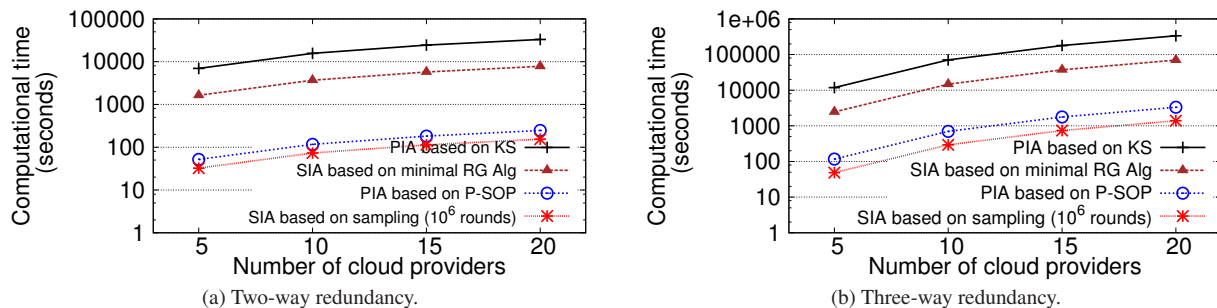 100000
10000
1000
100
10
1
5 10 15 20
Computational time
(seconds)
Number of cloud providers
PIA based on KS
SIA based on minimal RG Alg
PIA based on P-SOP
SIA based on sampling (10^6 rounds)
(a) Two-way redundancy.
1e+06
100000
10000
1000
100
10
1
5 10 15 20
Computational time
(seconds)
Number of cloud providers
PIA based on KS
SIA based on minimal RG Alg
PIA based on P-SOP
SIA based on sampling (10^6 rounds)
(b) Three-way redundancy.